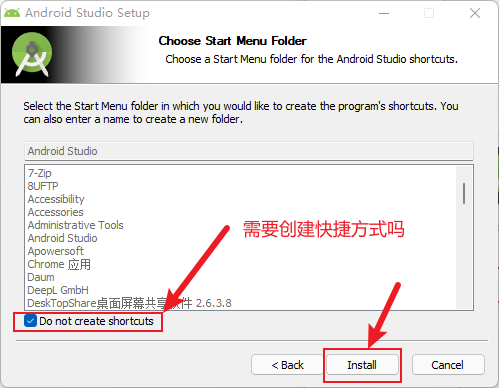 Android Studio Setup
Choose Start Menu Folder
Choose a Start Menu folder for the Android Studio shortcuts.
Select the Start Menu folder in which you would like to create the program's shortcuts. You
can also enter a name to create a new folder.
Android Studio
7-Zip
8UFTP
Accessibility
Accessories
Administrative Tools
Android Studio
Apowersoft
Chrome 应用
Daum
DeepL GmbH
DeskTopShare桌面屏幕共享软件 2.6.3.8
需要创建快捷方式吗
Do not create shortcuts
< Back
Install
Cancel